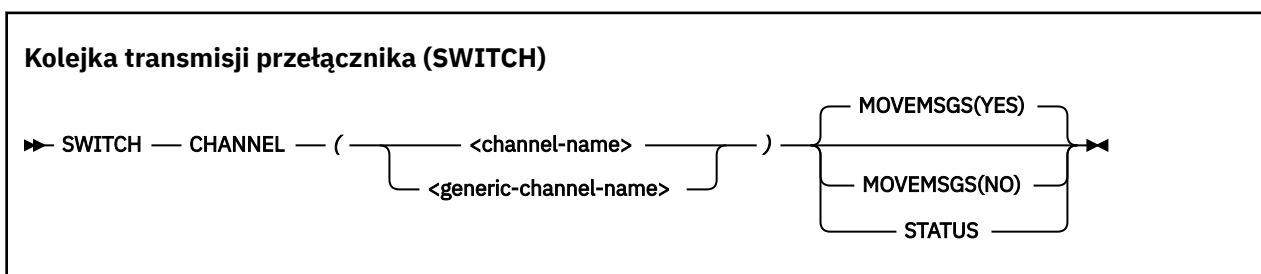 Kolejka transmisji przełącznika (SWITCH)
MOVEMSGS(YES)
SWITCH CHANNEL ( <channel-name> )
<generic-channel-name> MOVEMSGS(NO)
STATUS